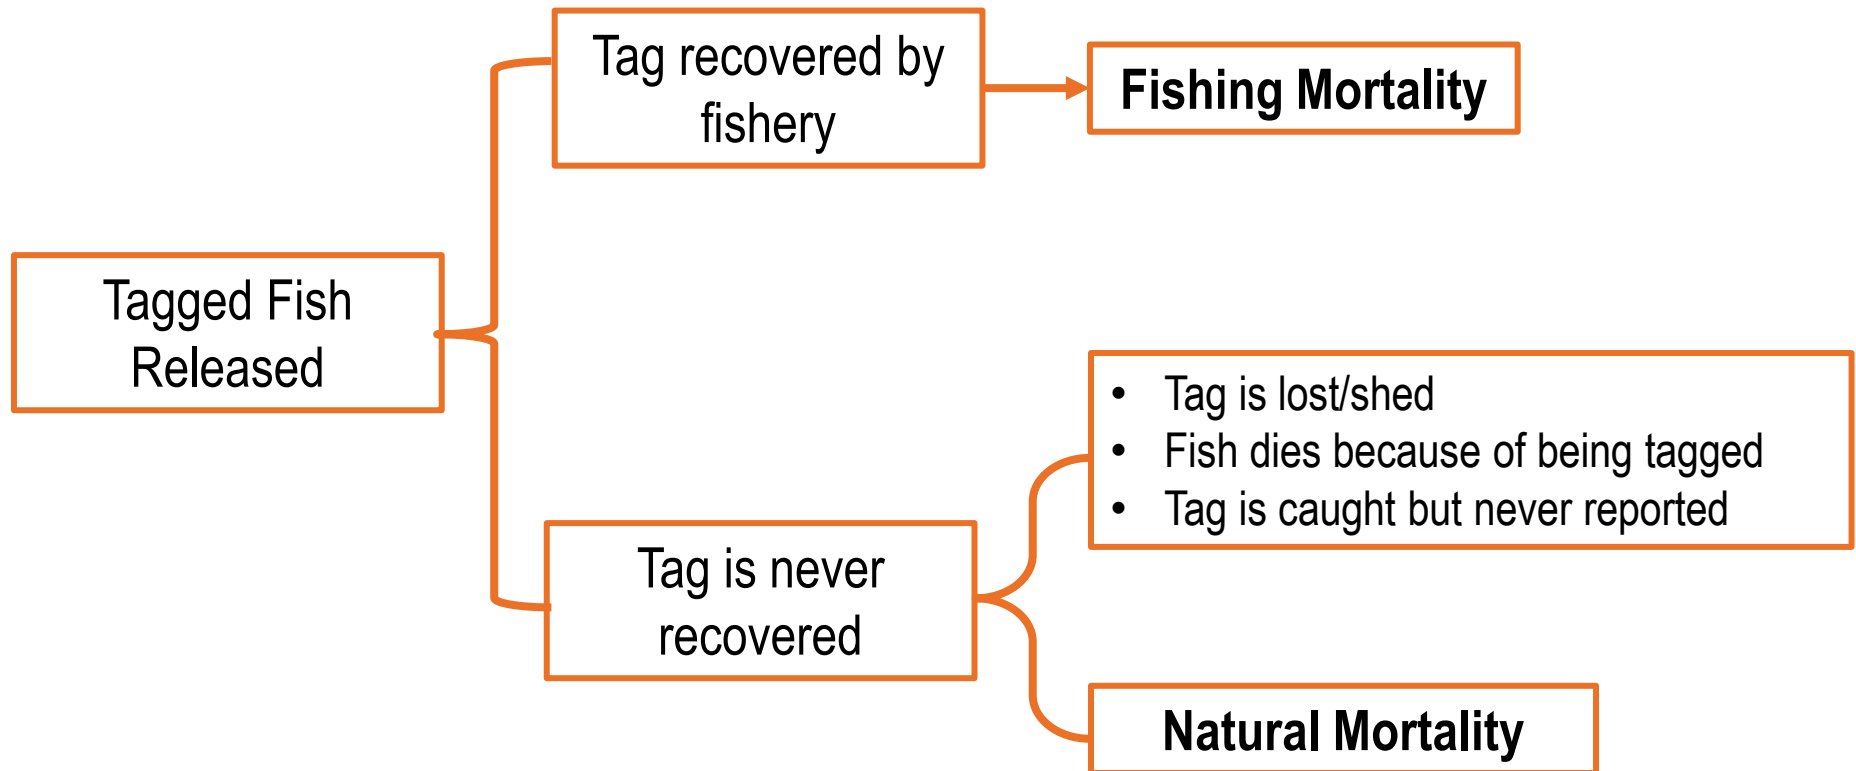 Tag recovered by
fishery
Fishing Mortality
Tagged Fish
Released
• Tag is lost/shed
• Fish dies because of being tagged
• Tag is caught but never reported
Tag is never
recovered
Natural Mortality